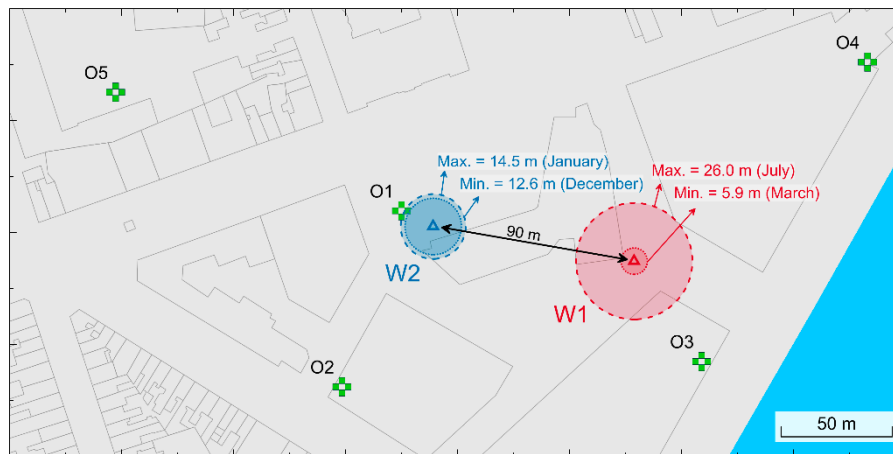 O4
O5
Max. = 14.5 m (January)
Max. = 26.0 m (July)
Min. = 12.6 m (December)
Min. = 5.9 m (March)
O1
90 m
W2
W1
O3
O2
50 m